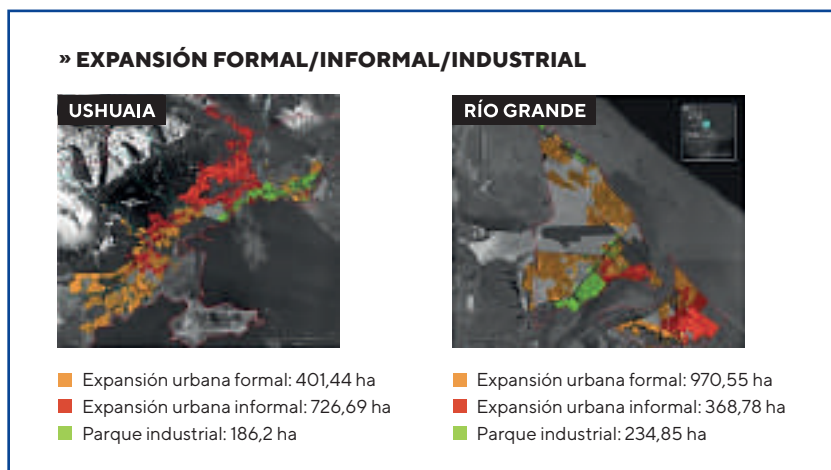 » EXPANSIÓN FORMAL/INFORMAL/INDUSTRIAL
USHUAIA
Expansión urbana formal: 401,44 ha
Expansión urbana informal: 726,69 ha
Parque industrial: 186,2 ha
RÍO GRANDE
Expansión urbana formal: 970,55 ha
Expansión urbana informal: 368,78 ha
Parque industrial: 234,85 ha